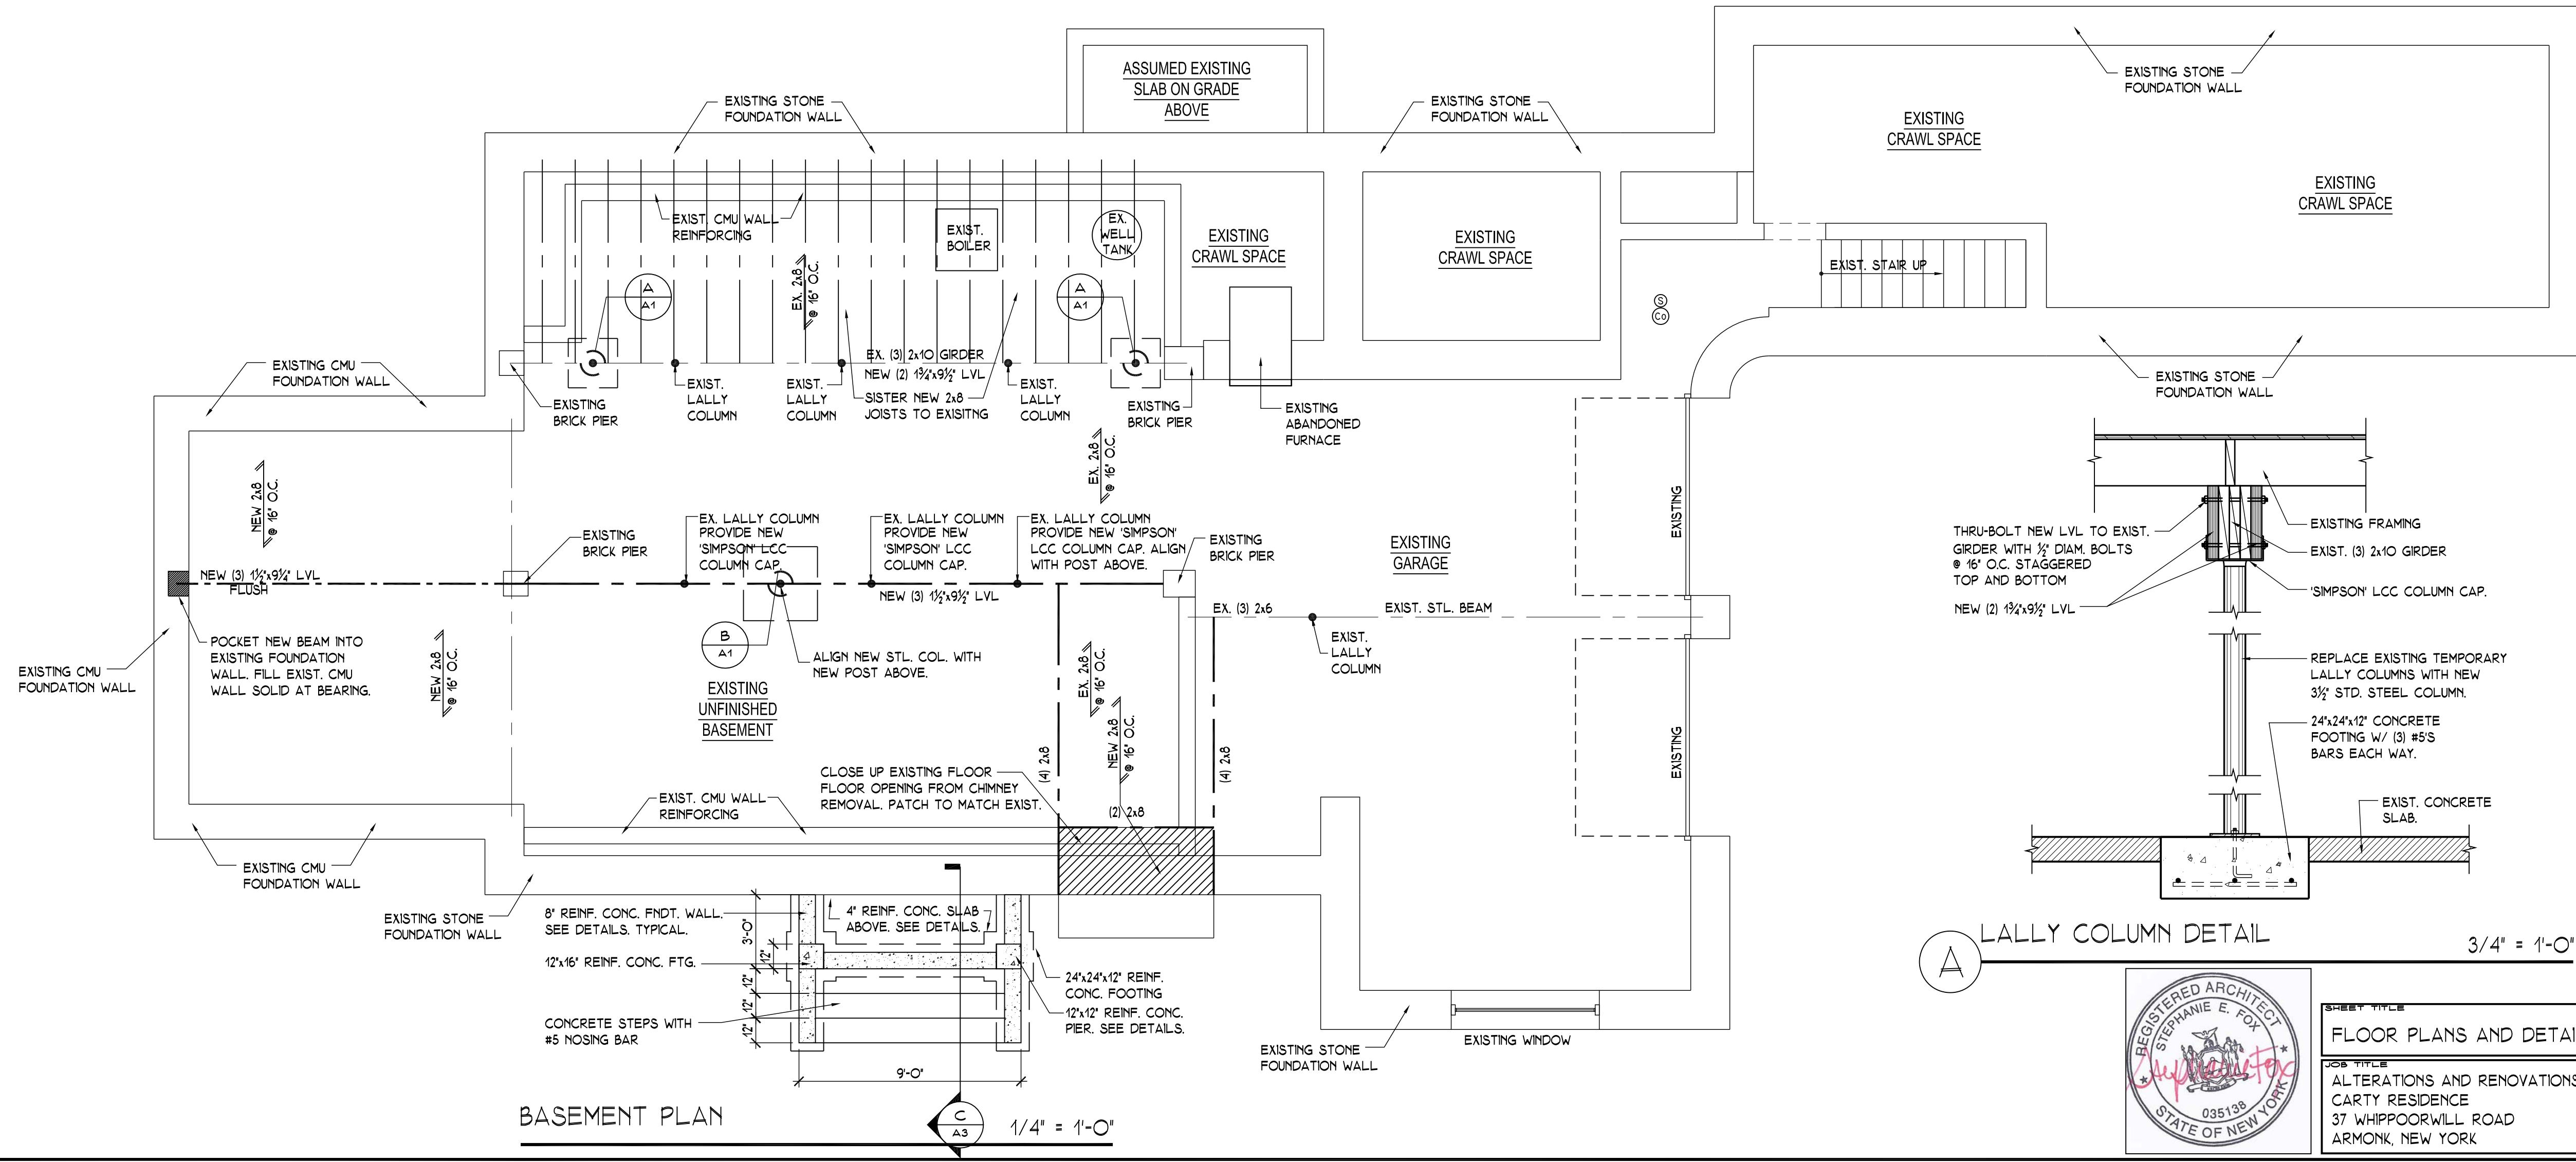 ASSUMED EXISTING
SLAB ON GRADE
ABOVE
EXISTING STONE
FOUNDATION WALL
EXISTING STONE
FOUNDATION WALL
EXISTING STONE
FOUNDATION WALL
EXISTING
CRAWL SPACE
EXISTING
CRAWL SPACE
EXIST. CMU WALL
REINFORCING
EXIST.
BOILER
EX.
WELL
TANK
EXISTING
CRAWL SPACE
EXISTING
CRAWL SPACE
EXIST. STAIR UP
S
Co
A
A1
A
A1
EX. 2x8
@ 16" O.C.
EX. (3) 2x10 GIRDER
NEW (2) 1¾"x9½" LVL
SISTER NEW 2x8
JOISTS TO EXISITNG
EXISTING CMU
FOUNDATION WALL
EXISTING
BRICK PIER
EXIST.
LALLY
COLUMN
EXIST.
LALLY
COLUMN
EXIST.
LALLY
COLUMN
EXISTING
BRICK PIER
EXISTING
ABANDONED
FURNACE
EXISTING STONE
FOUNDATION WALL
NEW 2x8
@ 16" O.C.
EX. 2x8
@ 16" O.C.
EXISTING
BRICK PIER
EX. LALLY COLUMN
PROVIDE NEW
'SIMPSON' LCC
COLUMN CAP.
EX. LALLY COLUMN
PROVIDE NEW
'SIMPSON' LCC
COLUMN CAP.
EX. LALLY COLUMN
PROVIDE NEW 'SIMPSON'
LCC COLUMN CAP. ALIGN
WITH POST ABOVE.
EXISTING
BRICK PIER
EXISTING
GARAGE
EXISTING
NEW (3) 1½"x9¼" LVL
FLUSH
NEW (3) 1½"x9½" LVL
EX. (3) 2x6
EXIST. STL. BEAM
EXIST.
LALLY
COLUMN
EXISTING CMU
FOUNDATION WALL
POCKET NEW BEAM INTO
EXISTING FOUNDATION
WALL. FILL EXIST. CMU
WALL SOLID AT BEARING.
NEW 2x8
@ 16" O.C.
B
A1
ALIGN NEW STL. COL. WITH
NEW POST ABOVE.
EXISTING
UNFINISHED
BASEMENT
EX. 2x8
@ 16" O.C.
NEW 2x8
@ 16" O.C.
(4) 2x8
(4) 2x8
(2) 2x8
EXISTING
CLOSE UP EXISTING FLOOR
FLOOR OPENING FROM CHIMNEY
REMOVAL. PATCH TO MATCH EXIST.
EXIST. CMU WALL
REINFORCING
EXISTING CMU
FOUNDATION WALL
EXISTING STONE
FOUNDATION WALL
8" REINF. CONC. FNDT. WALL.
SEE DETAILS. TYPICAL.
12"x16" REINF. CONC. FTG.
CONCRETE STEPS WITH
#5 NOSING BAR
3'-0"
12"
12"
12"
12"
4" REINF. CONC. SLAB
ABOVE. SEE DETAILS.
24"x24"x12" REINF.
CONC. FOOTING
12"x12" REINF. CONC.
PIER. SEE DETAILS.
9'-0"
EXISTING STONE
FOUNDATION WALL
EXISTING WINDOW
BASEMENT PLAN
C
A3
1/4" = 1'-0"
THRU-BOLT NEW LVL TO EXIST.
GIRDER WITH ½" DIAM. BOLTS
@ 16" O.C. STAGGERED
TOP AND BOTTOM
NEW (2) 1¾"x9½" LVL
EXISTING FRAMING
EXIST. (3) 2x10 GIRDER
'SIMPSON' LCC COLUMN CAP.
REPLACE EXISTING TEMPORARY
LALLY COLUMNS WITH NEW
3½" STD. STEEL COLUMN.
24"x24"x12" CONCRETE
FOOTING W/ (3) #5'S
BARS EACH WAY.
EXIST. CONCRETE
SLAB.
A
LALLY COLUMN DETAIL
3/4" = 1'-0"
REGISTERED ARCHITECT
STEPHANIE E. FOX
035138
STATE OF NEW YORK
SHEET TITLE
FLOOR PLANS AND DETAI
JOB TITLE
ALTERATIONS AND RENOVATIONS
CARTY RESIDENCE
37 WHIPPOORWILL ROAD
ARMONK, NEW YORK